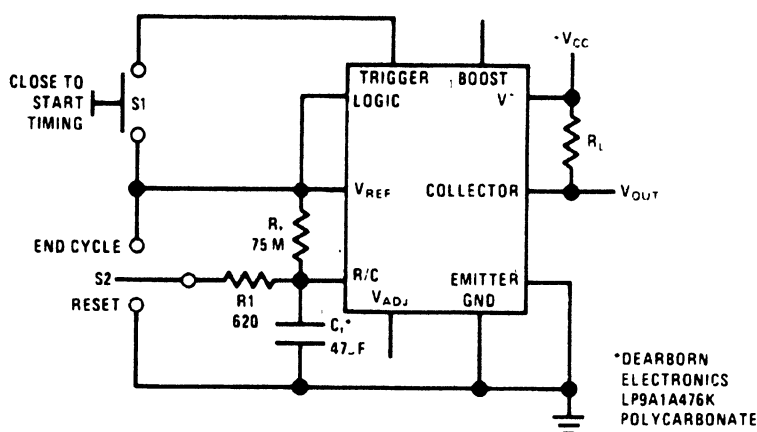 -VCC
TRIGGER
BOOST
CLOSE TO
START
TIMING
S1
LOGIC
V
RL
VREF
COLLECTOR
VOUT
END CYCLE
75 M
S2
R/C
EMITTER
RESET
R1
620
VADJ
GND
*DEARBORN
ELECTRONICS
LP9A1A476K
POLYCARBONATE